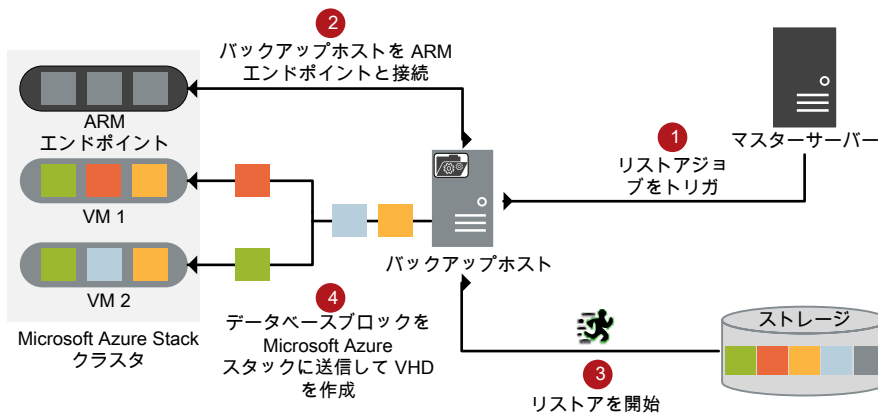 2
バックアップホストを ARM
エンドポイントと接続
ARM
エンドポイント
1
リストアジョ
ブをトリガ
マスターサーバー
VM 1
バックアップホスト
VM 2
4
データベースブロックを
Microsoft Azure
スタックに送信して VHD
を作成
Microsoft Azure Stack
クラスタ
ストレージ
3
リストアを開始